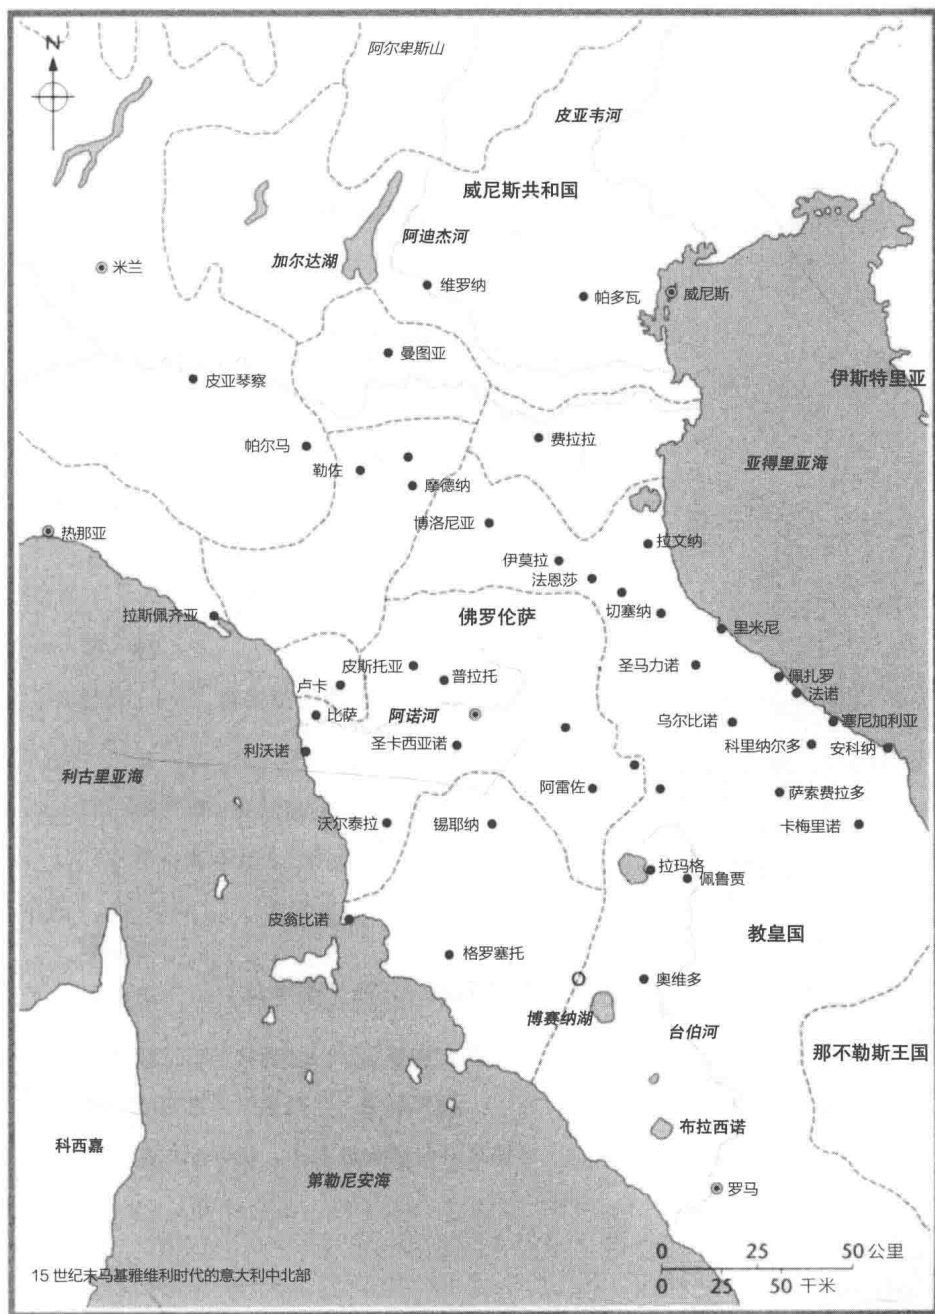 阿尔卑斯山
N
皮亚韦河
威尼斯共和国
阿迪杰河
加尔达湖
米兰
维罗纳
帕多瓦
威尼斯
曼图亚
皮亚琴察
伊斯特里亚
费拉拉
帕尔马
亚得里亚海
勒佐
摩德纳
博洛尼亚
热那亚
拉文纳
伊莫拉
法恩莎
拉斯佩齐亚
佛罗伦萨
切塞纳
里米尼
皮斯托亚
圣马力诺
普拉托
佩扎罗
卢卡
法诺
比萨
阿诺河
乌尔比诺
塞尼加利亚
圣卡西亚诺
科里纳尔多
安科纳
利沃诺
利古里亚海
阿雷佐
萨索费拉多
沃尔泰拉
锡耶纳
卡梅里诺
拉玛格
佩鲁贾
皮翁比诺
教皇国
格罗塞托
奥维多
博赛纳湖
台伯河
那不勒斯王国
布拉西诺
科西嘉
第勒尼安海
罗马
0 25 50 公里
0 25 50 干米
15 世纪末马基雅维利时代的意大利中北部